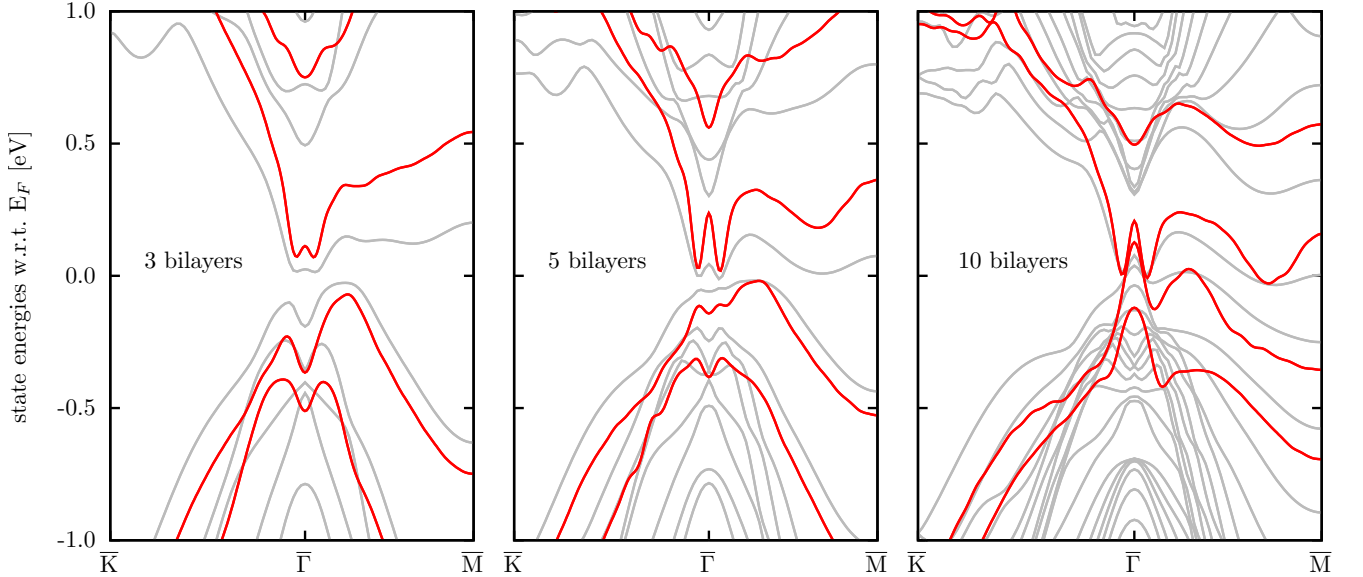 1.0
0.5
0.0
-0.5
-1.0
state energies w.r.t. E_F [eV]
3 bilayers
5 bilayers
10 bilayers
K̅ Γ̅ M̅
K̅ Γ̅ M̅
K̅ Γ̅ M̅